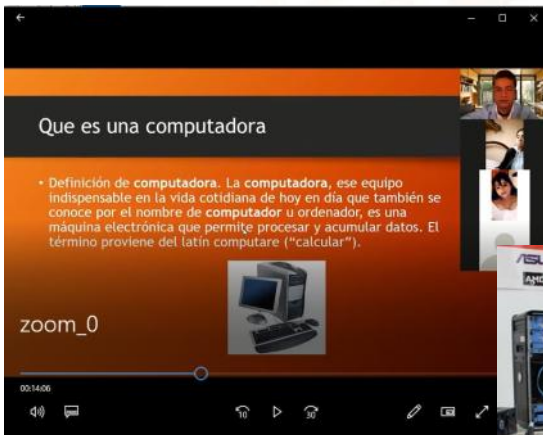 Que es una computadora
• Definición de computadora. La computadora, ese equipo
indispensable en la vida cotidiana de hoy en día que también se
conoce por el nombre de computador u ordenador, es una
máquina electrónica que permite procesar y acumular datos. El
término proviene del latín computare (“calcular”).
zoom_0
00:14:06
10
30
ASU
AMD